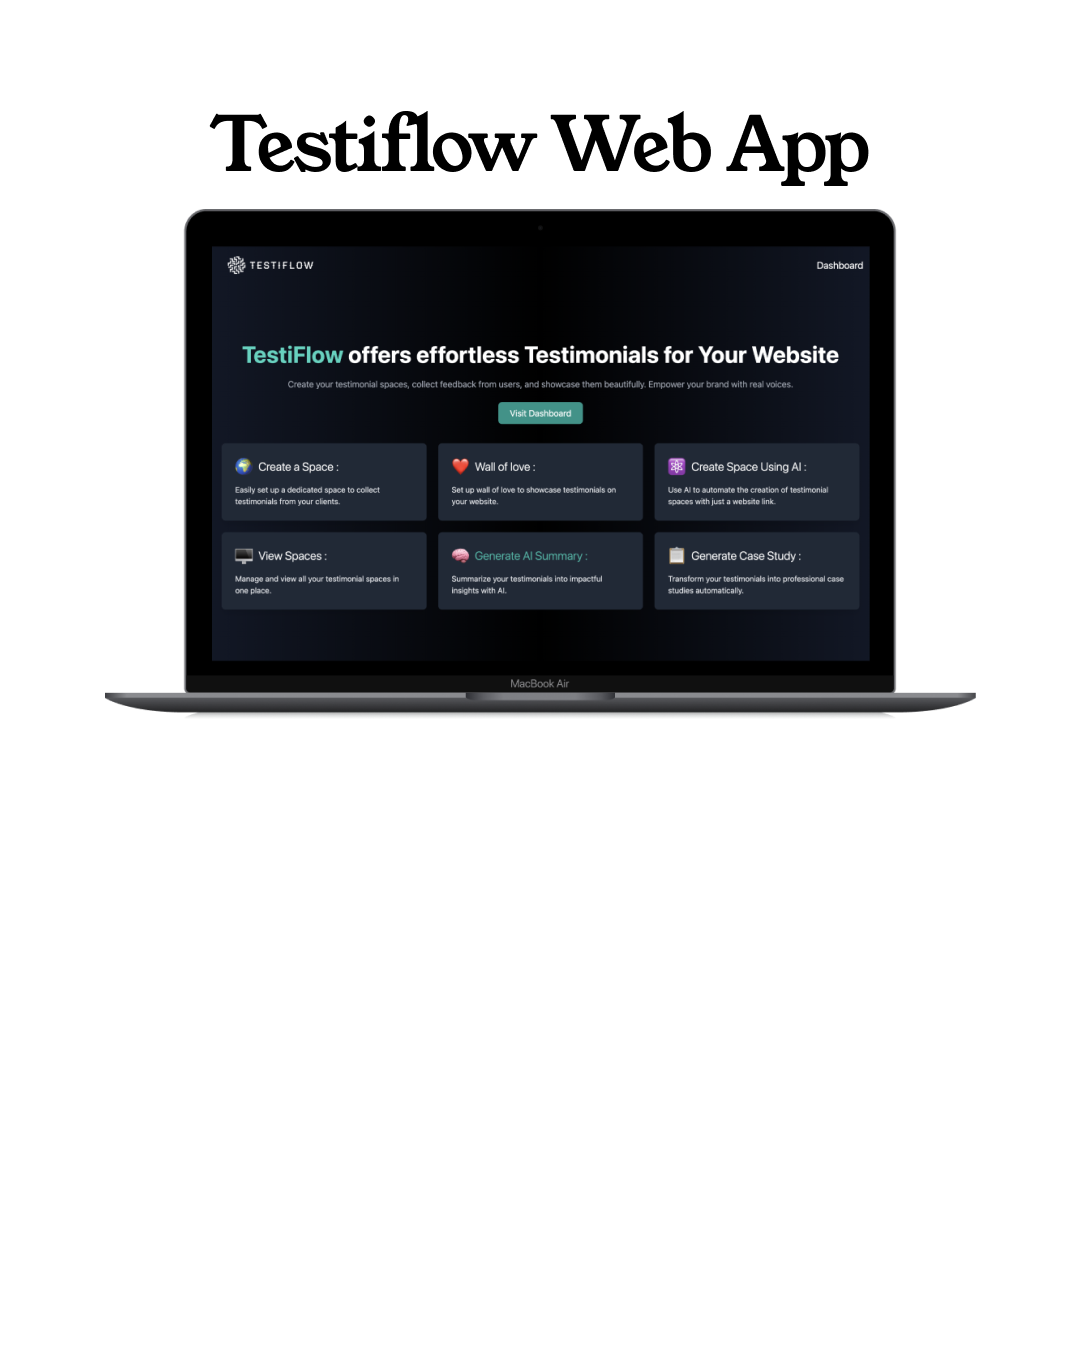 Testiflow Web App
TESTIFLOW
Dashboard
TestiFlow offers effortless Testimonials for Your Website
Create your testimonial spaces, collect feedback from users, and showcase them beautifully. Empower your brand with real voices.
Visit Dashboard
Create a Space :
Easily set up a dedicated space to collect
testimonials from your clients.
Wall of love :
Set up wall of love to showcase testimonials on
your website.
Create Space Using AI :
Use AI to automate the creation of testimonial
spaces with just a website link.
View Spaces :
Manage and view all your testimonial spaces in
one place.
Generate AI Summary :
Summarize your testimonials into impactful
insights with AI.
Generate Case Study :
Transform your testimonials into professional case
studies automatically.
MacBook Air